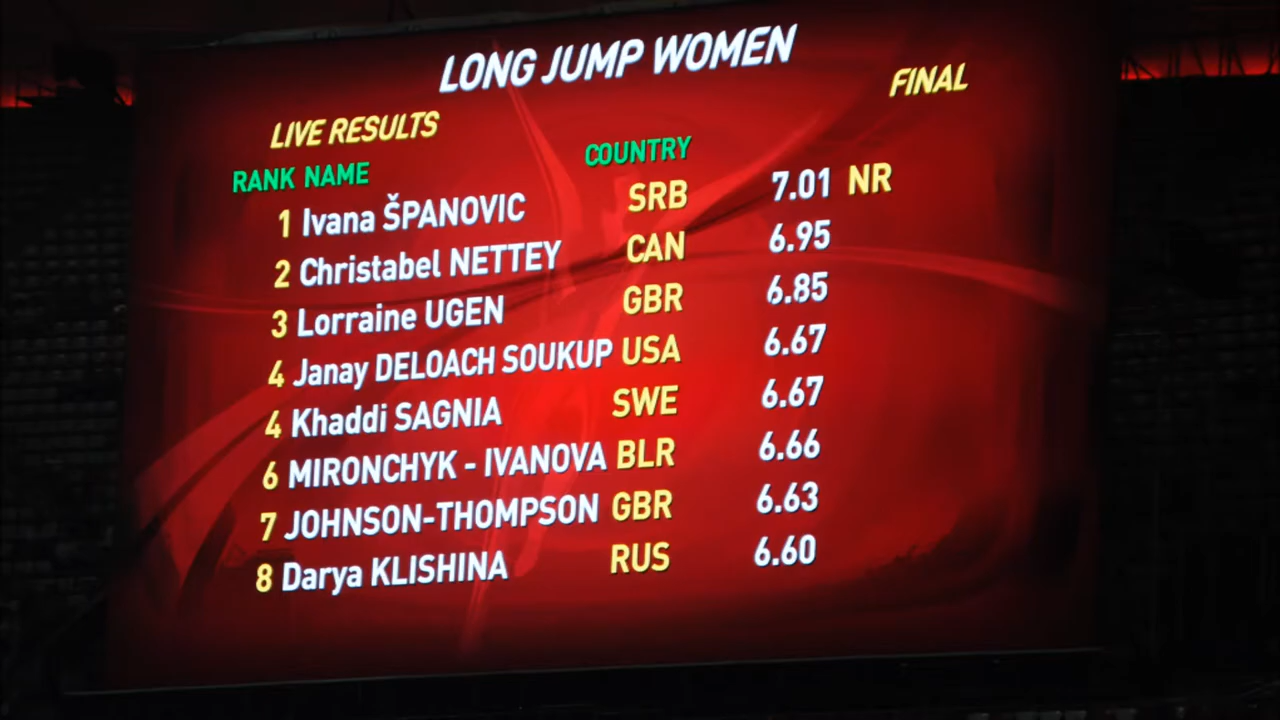 LONG JUMP WOMEN
FINAL
LIVE RESULTS
RANK NAME COUNTRY
1 Ivana ŠPANOVIC SRB 7.01 NR
2 Christabel NETTEY CAN 6.95
3 Lorraine UGEN GBR 6.85
4 Janay DELOACH SOUKUP USA 6.67
4 Khaddi SAGNIA SWE 6.67
6 MIRONCHYK - IVANOVA BLR 6.66
7 JOHNSON-THOMPSON GBR 6.63
8 Darya KLISHINA RUS 6.60